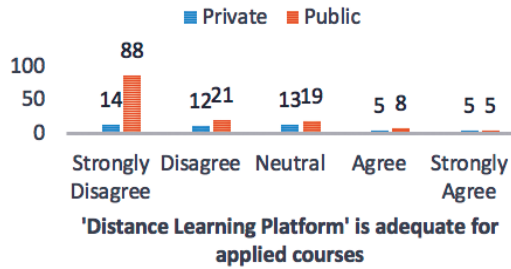 Private Public
88
100
14 12 21 13 19 5 8 5 5
50
0
Strongly Disagree Neutral Agree Strongly
Disagree Agree
'Distance Learning Platform' is adequate for
applied courses